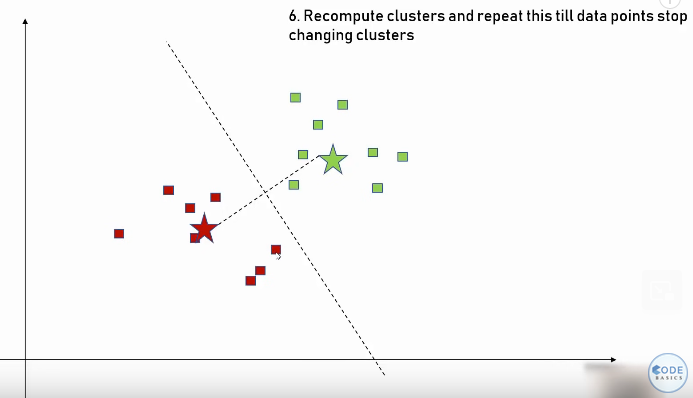 6. Recompute clusters and repeat this till data points stop
changing clusters
CODE
BASICS